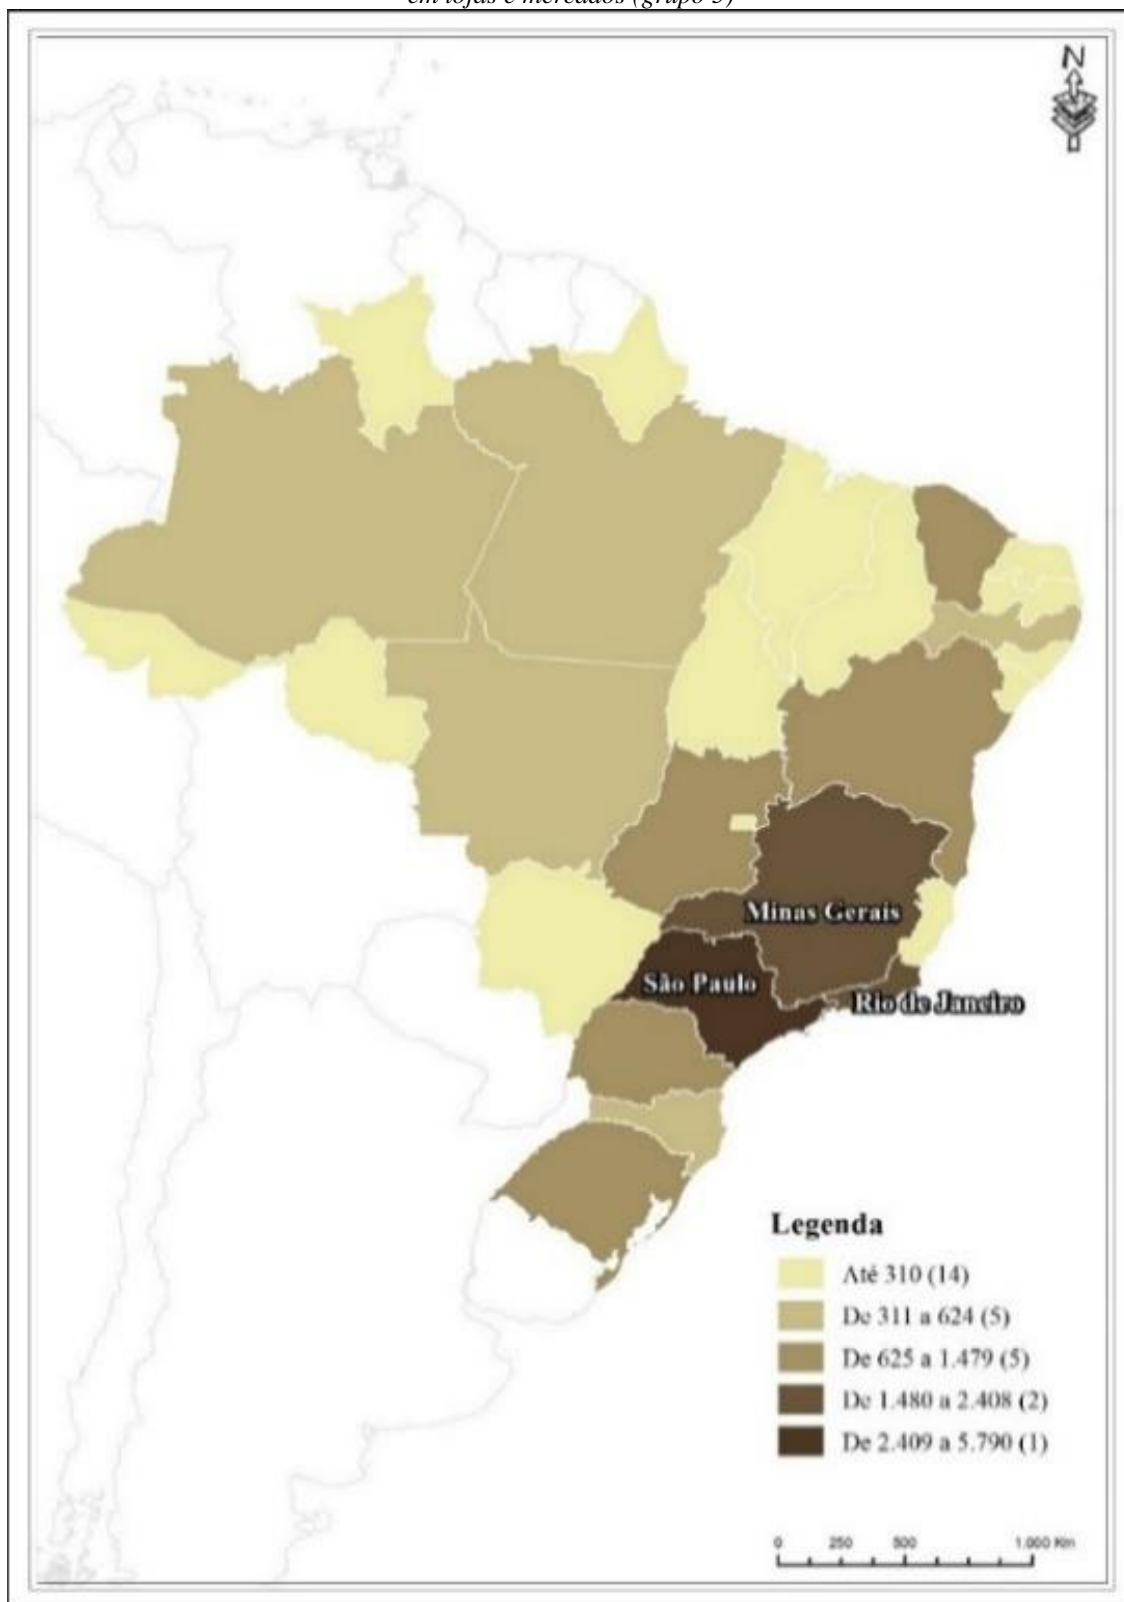 em lojas e mercados (grupo 5)
N
Minas Gerais
São Paulo
Rio de Janeiro
Legenda
Até 310 (14)
De 311 a 624 (5)
De 625 a 1.479 (5)
De 1.480 a 2.408 (2)
De 2.409 a 5.790 (1)
0 250 500 1.000 Km